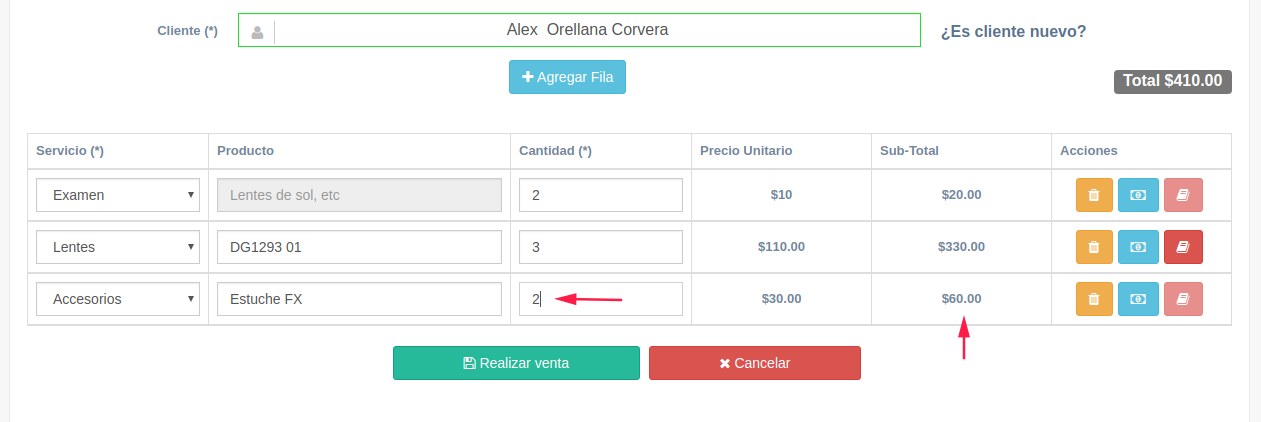 Cliente (*) Alex  Orellana Corvera ¿Es cliente nuevo?
Agregar Fila
Total $410.00
Servicio (*) Producto Cantidad (*) Precio Unitario Sub-Total Acciones
Examen Lentes de sol, etc 2 $10 $20.00
Lentes DG1293 01 3 $110.00 $330.00
Accesorios Estuche FX 2 $30.00 $60.00
Realizar venta Cancelar